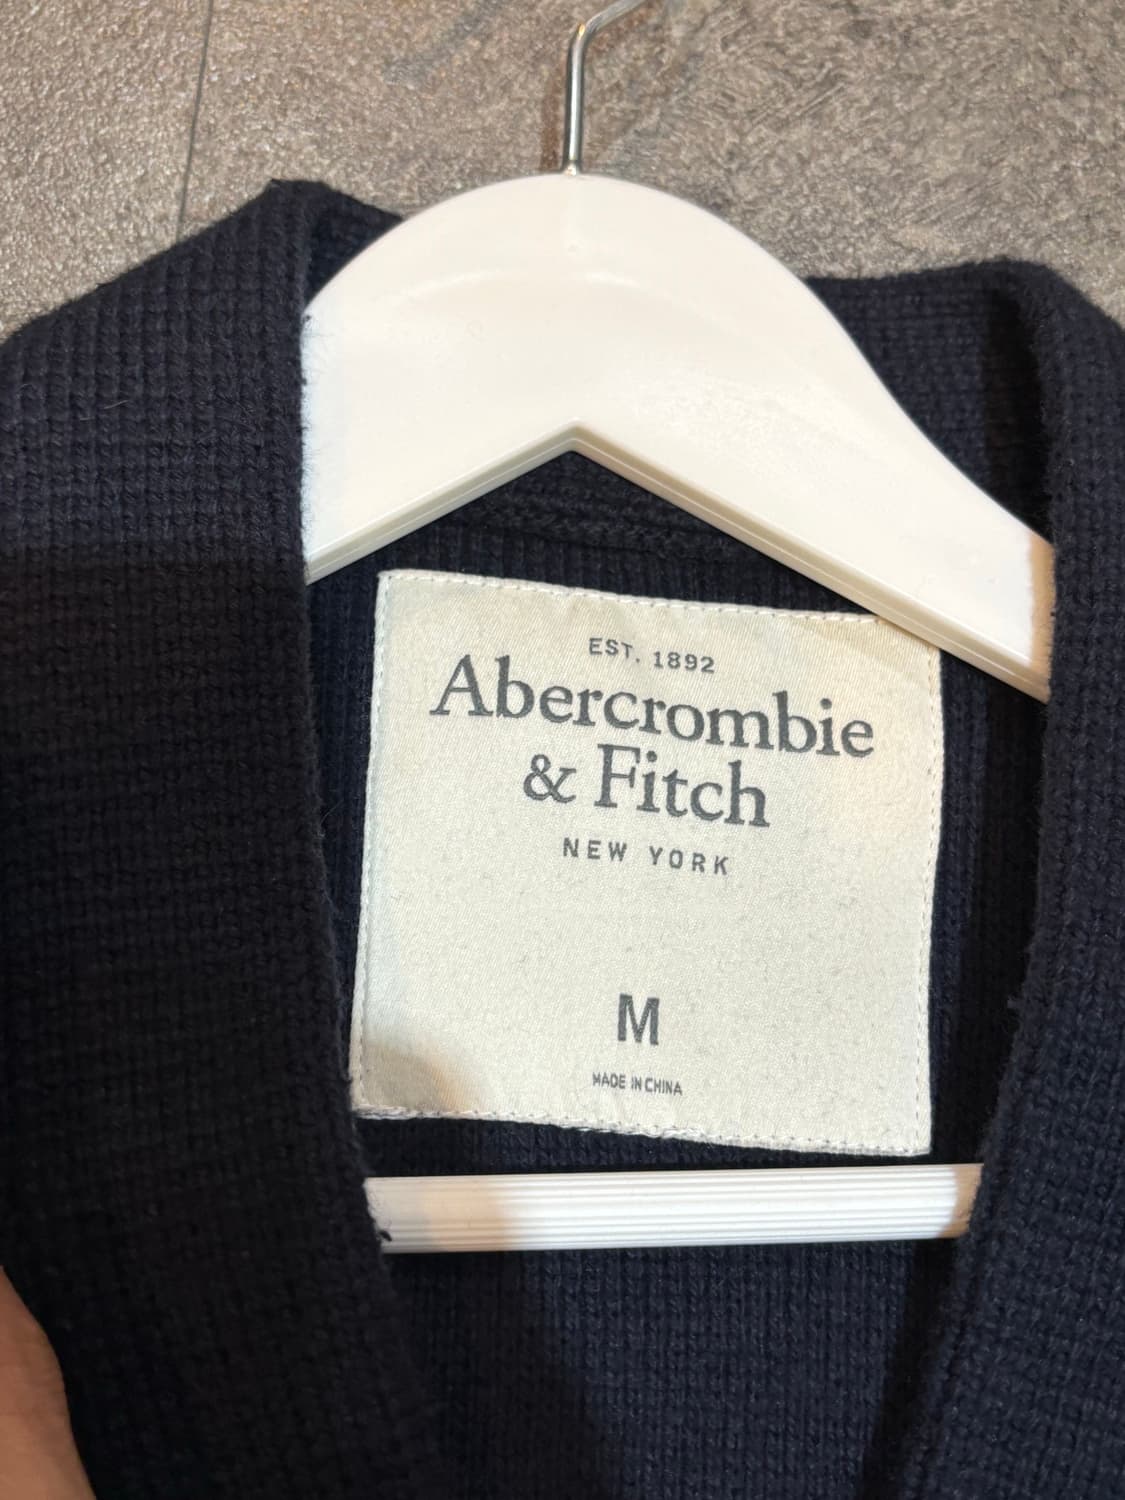 EST. 1892
Abercrombie
& Fitch
NEW YORK
M
MADE IN CHINA